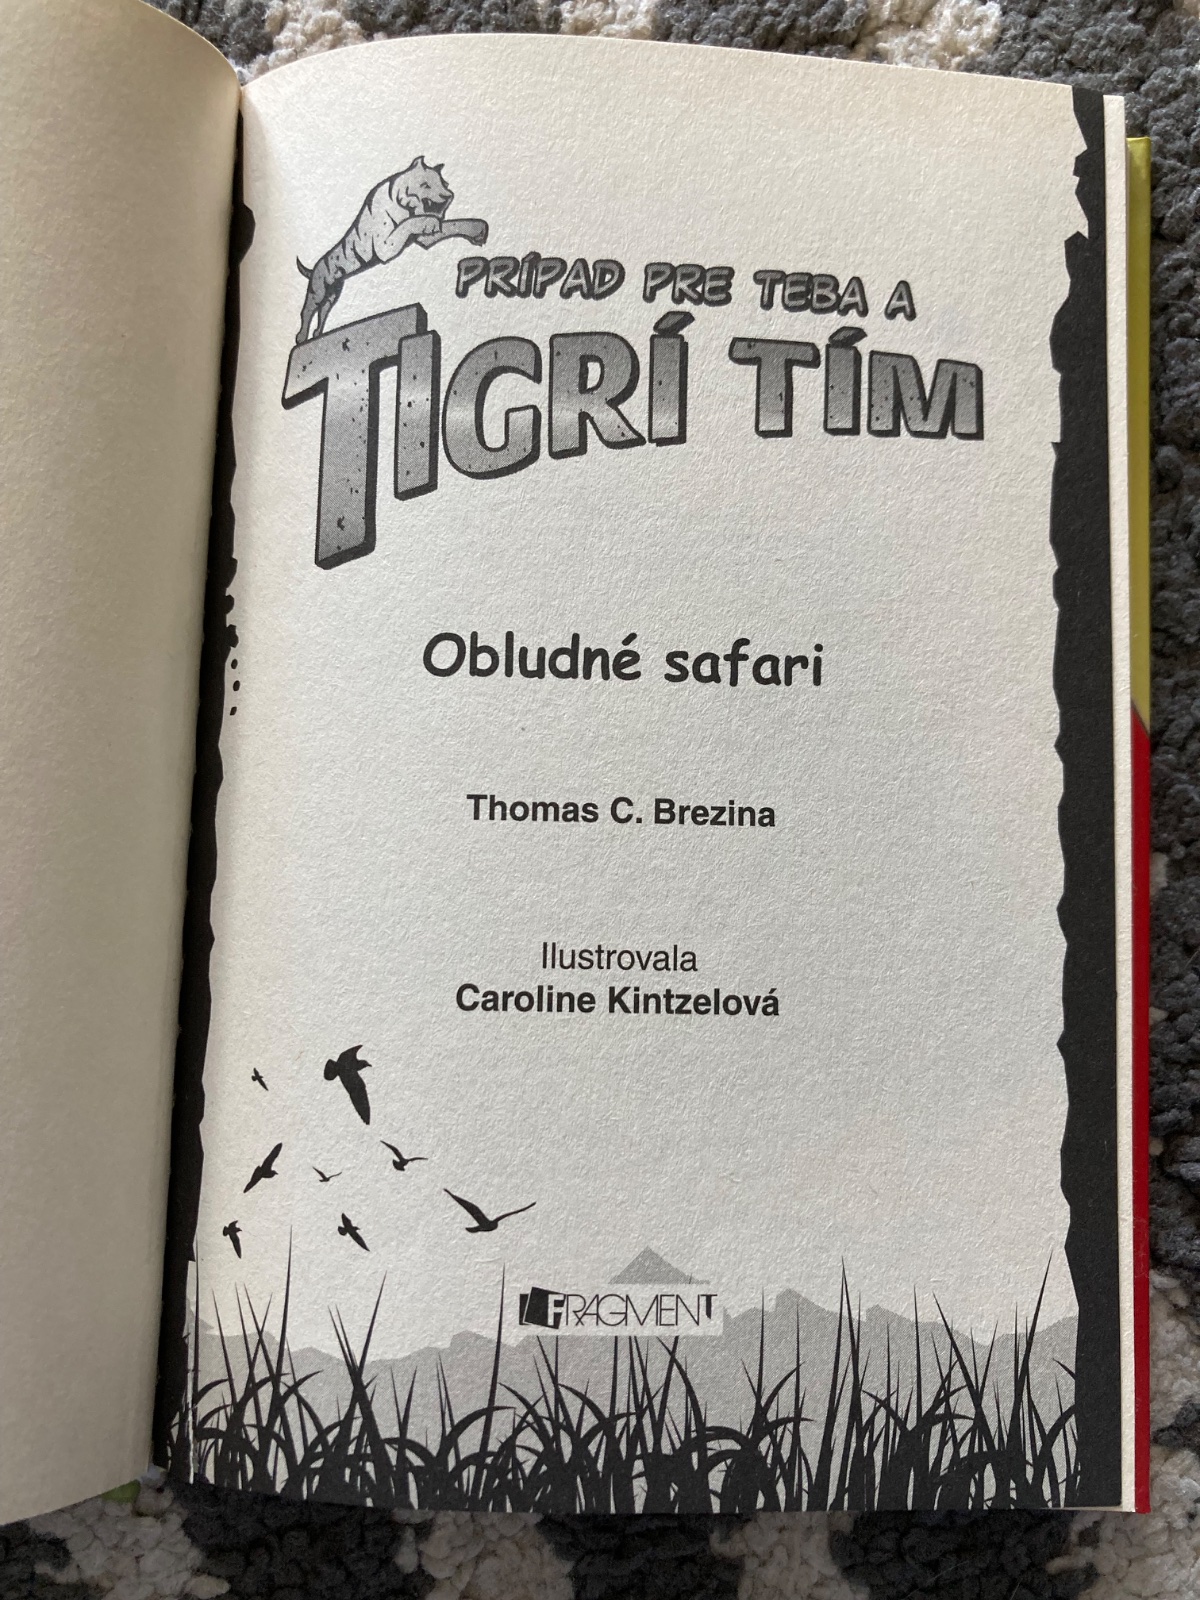 PRÍPAD PRE TEBA A
TIGRÍ TÍM
Obludné safari
Thomas C. Brezina
Ilustrovala
Caroline Kintzelová
FRAGMENT